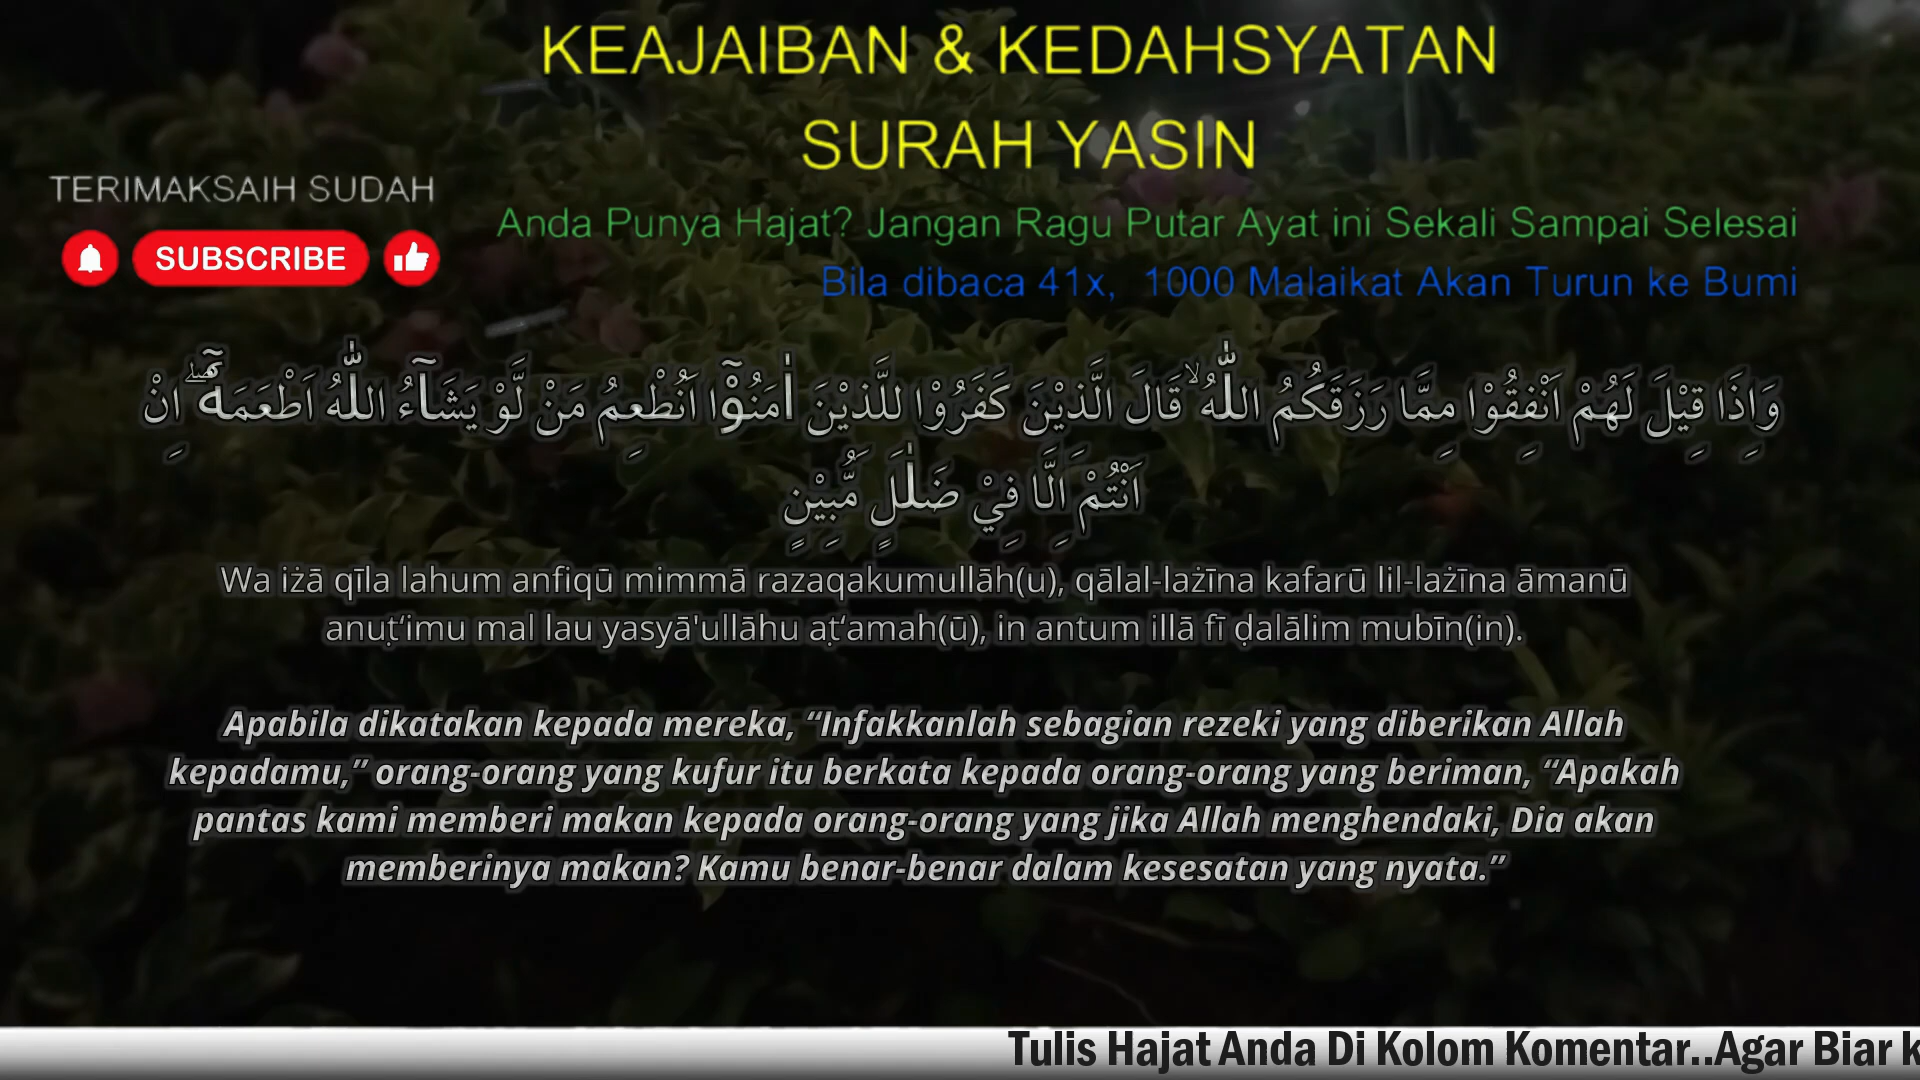 KEAJAIBAN & KEDAHSYATAN
SURAH YASIN
TERIMAKSAIH SUDAH
SUBSCRIBE
Anda Punya Hajat? Jangan Ragu Putar Ayat ini Sekali Sampai Selesai
Bila dibaca 41x, 1000 Malaikat Akan Turun ke Bumi
وَاِذَا قِيْلَ لَهُمْ اَنْفِقُوْا مِمَّا رَزَقَكُمُ اللّٰهُ ۙقَالَ الَّذِيْنَ كَفَرُوْا لِلَّذِيْنَ اٰمَنُوْٓا اَنُطْعِمُ مَنْ لَّوْ يَشَاۤءُ اللّٰهُ اَطْعَمَهٗٓ ۖاِنْ
اَنْتُمْ اِلَّا فِيْ ضَلٰلٍ مُّبِيْنٍ
Wa iżā qīla lahum anfiqū mimmā razaqakumullāh(u), qālal-lażīna kafarū lil-lażīna āmanū
anuṭ‘imu mal lau yasyā'ullāhu aṭ‘amah(ū), in antum illā fī ḍalālim mubīn(in).
Apabila dikatakan kepada mereka, “Infakkanlah sebagian rezeki yang diberikan Allah
kepadamu,” orang-orang yang kufur itu berkata kepada orang-orang yang beriman, “Apakah
pantas kami memberi makan kepada orang-orang yang jika Allah menghendaki, Dia akan
memberinya makan? Kamu benar-benar dalam kesesatan yang nyata.”
Tulis Hajat Anda Di Kolom Komentar..Agar Biar k